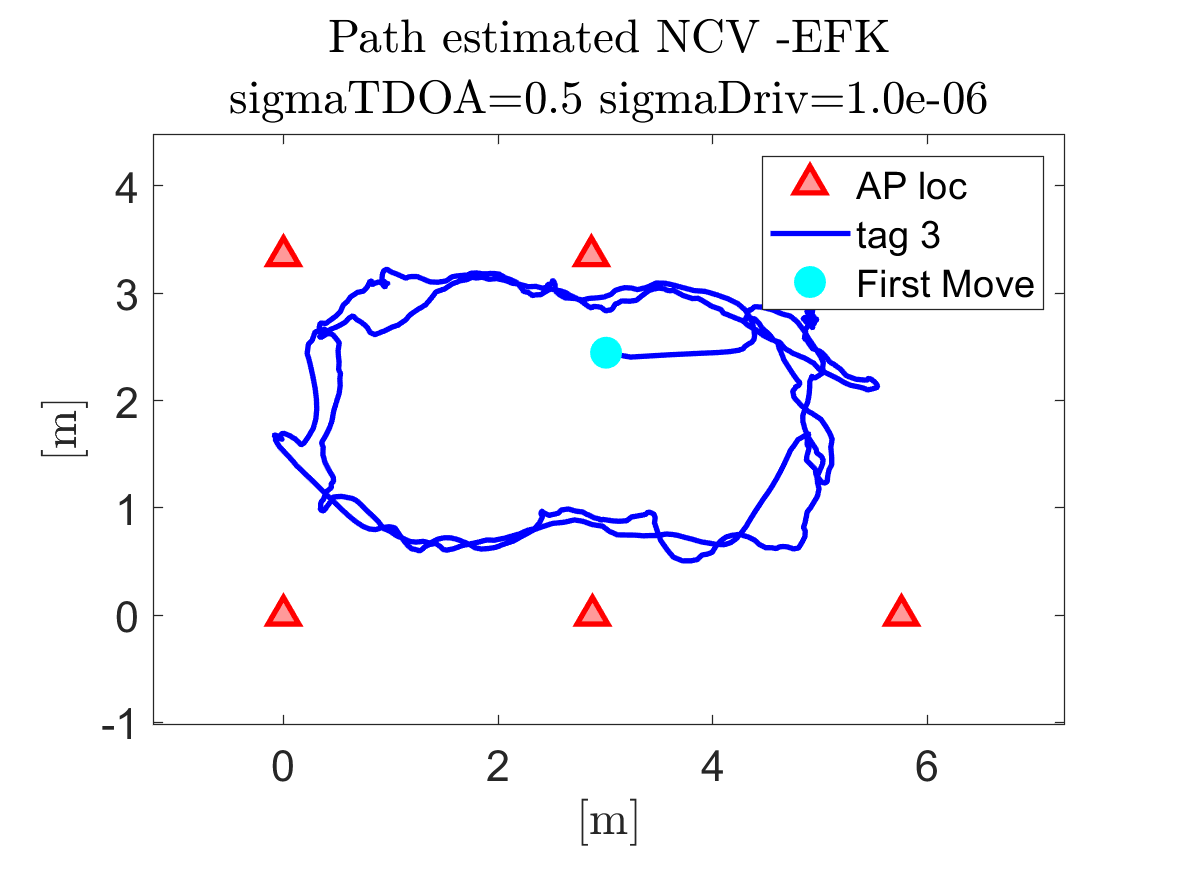 Path estimated NCV -EFK
sigmaTDOA=0.5 sigmaDriv=1.0e-06
AP loc
tag 3
First Move
4
3
2
1
0
-1
[m]
0 2 4 6
[m]